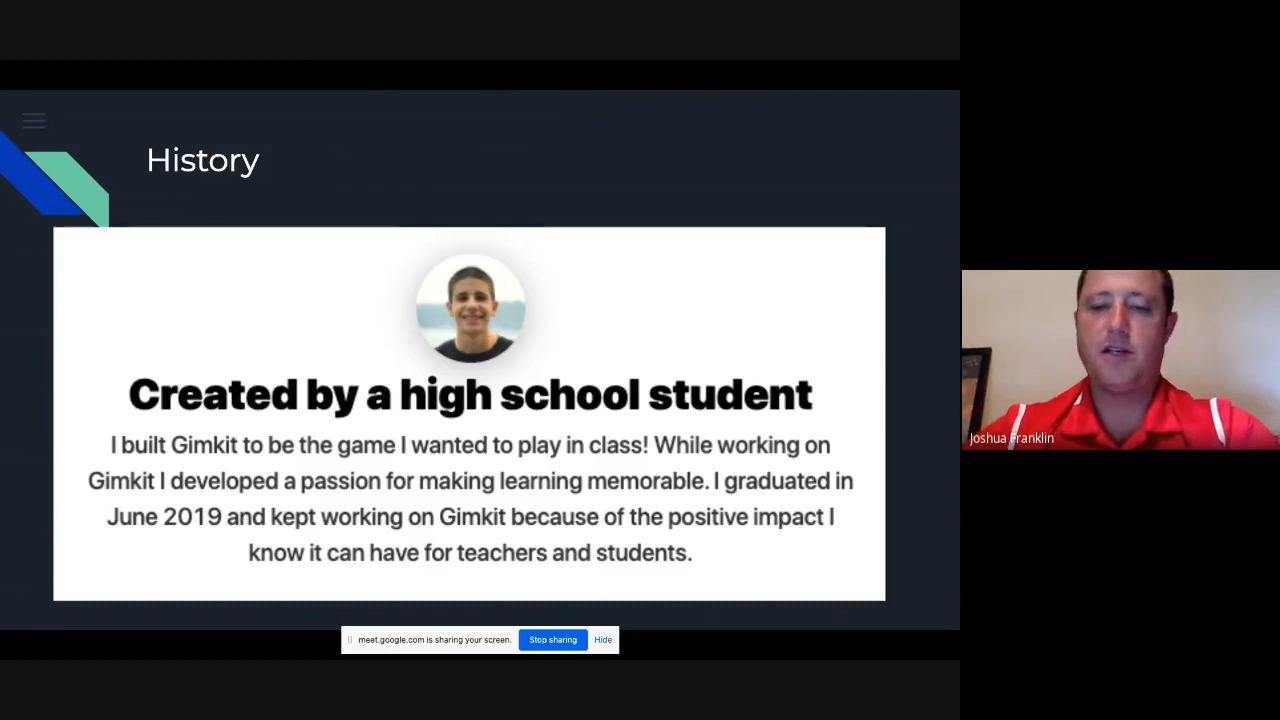 History
Created by a high school student
I built Gimkit to be the game I wanted to play in class! While working on
Gimkit I developed a passion for making learning memorable. I graduated in
June 2019 and kept working on Gimkit because of the positive impact I
know it can have for teachers and students.
Joshua Franklin
meet.google.com is sharing your screen. Stop sharing Hide